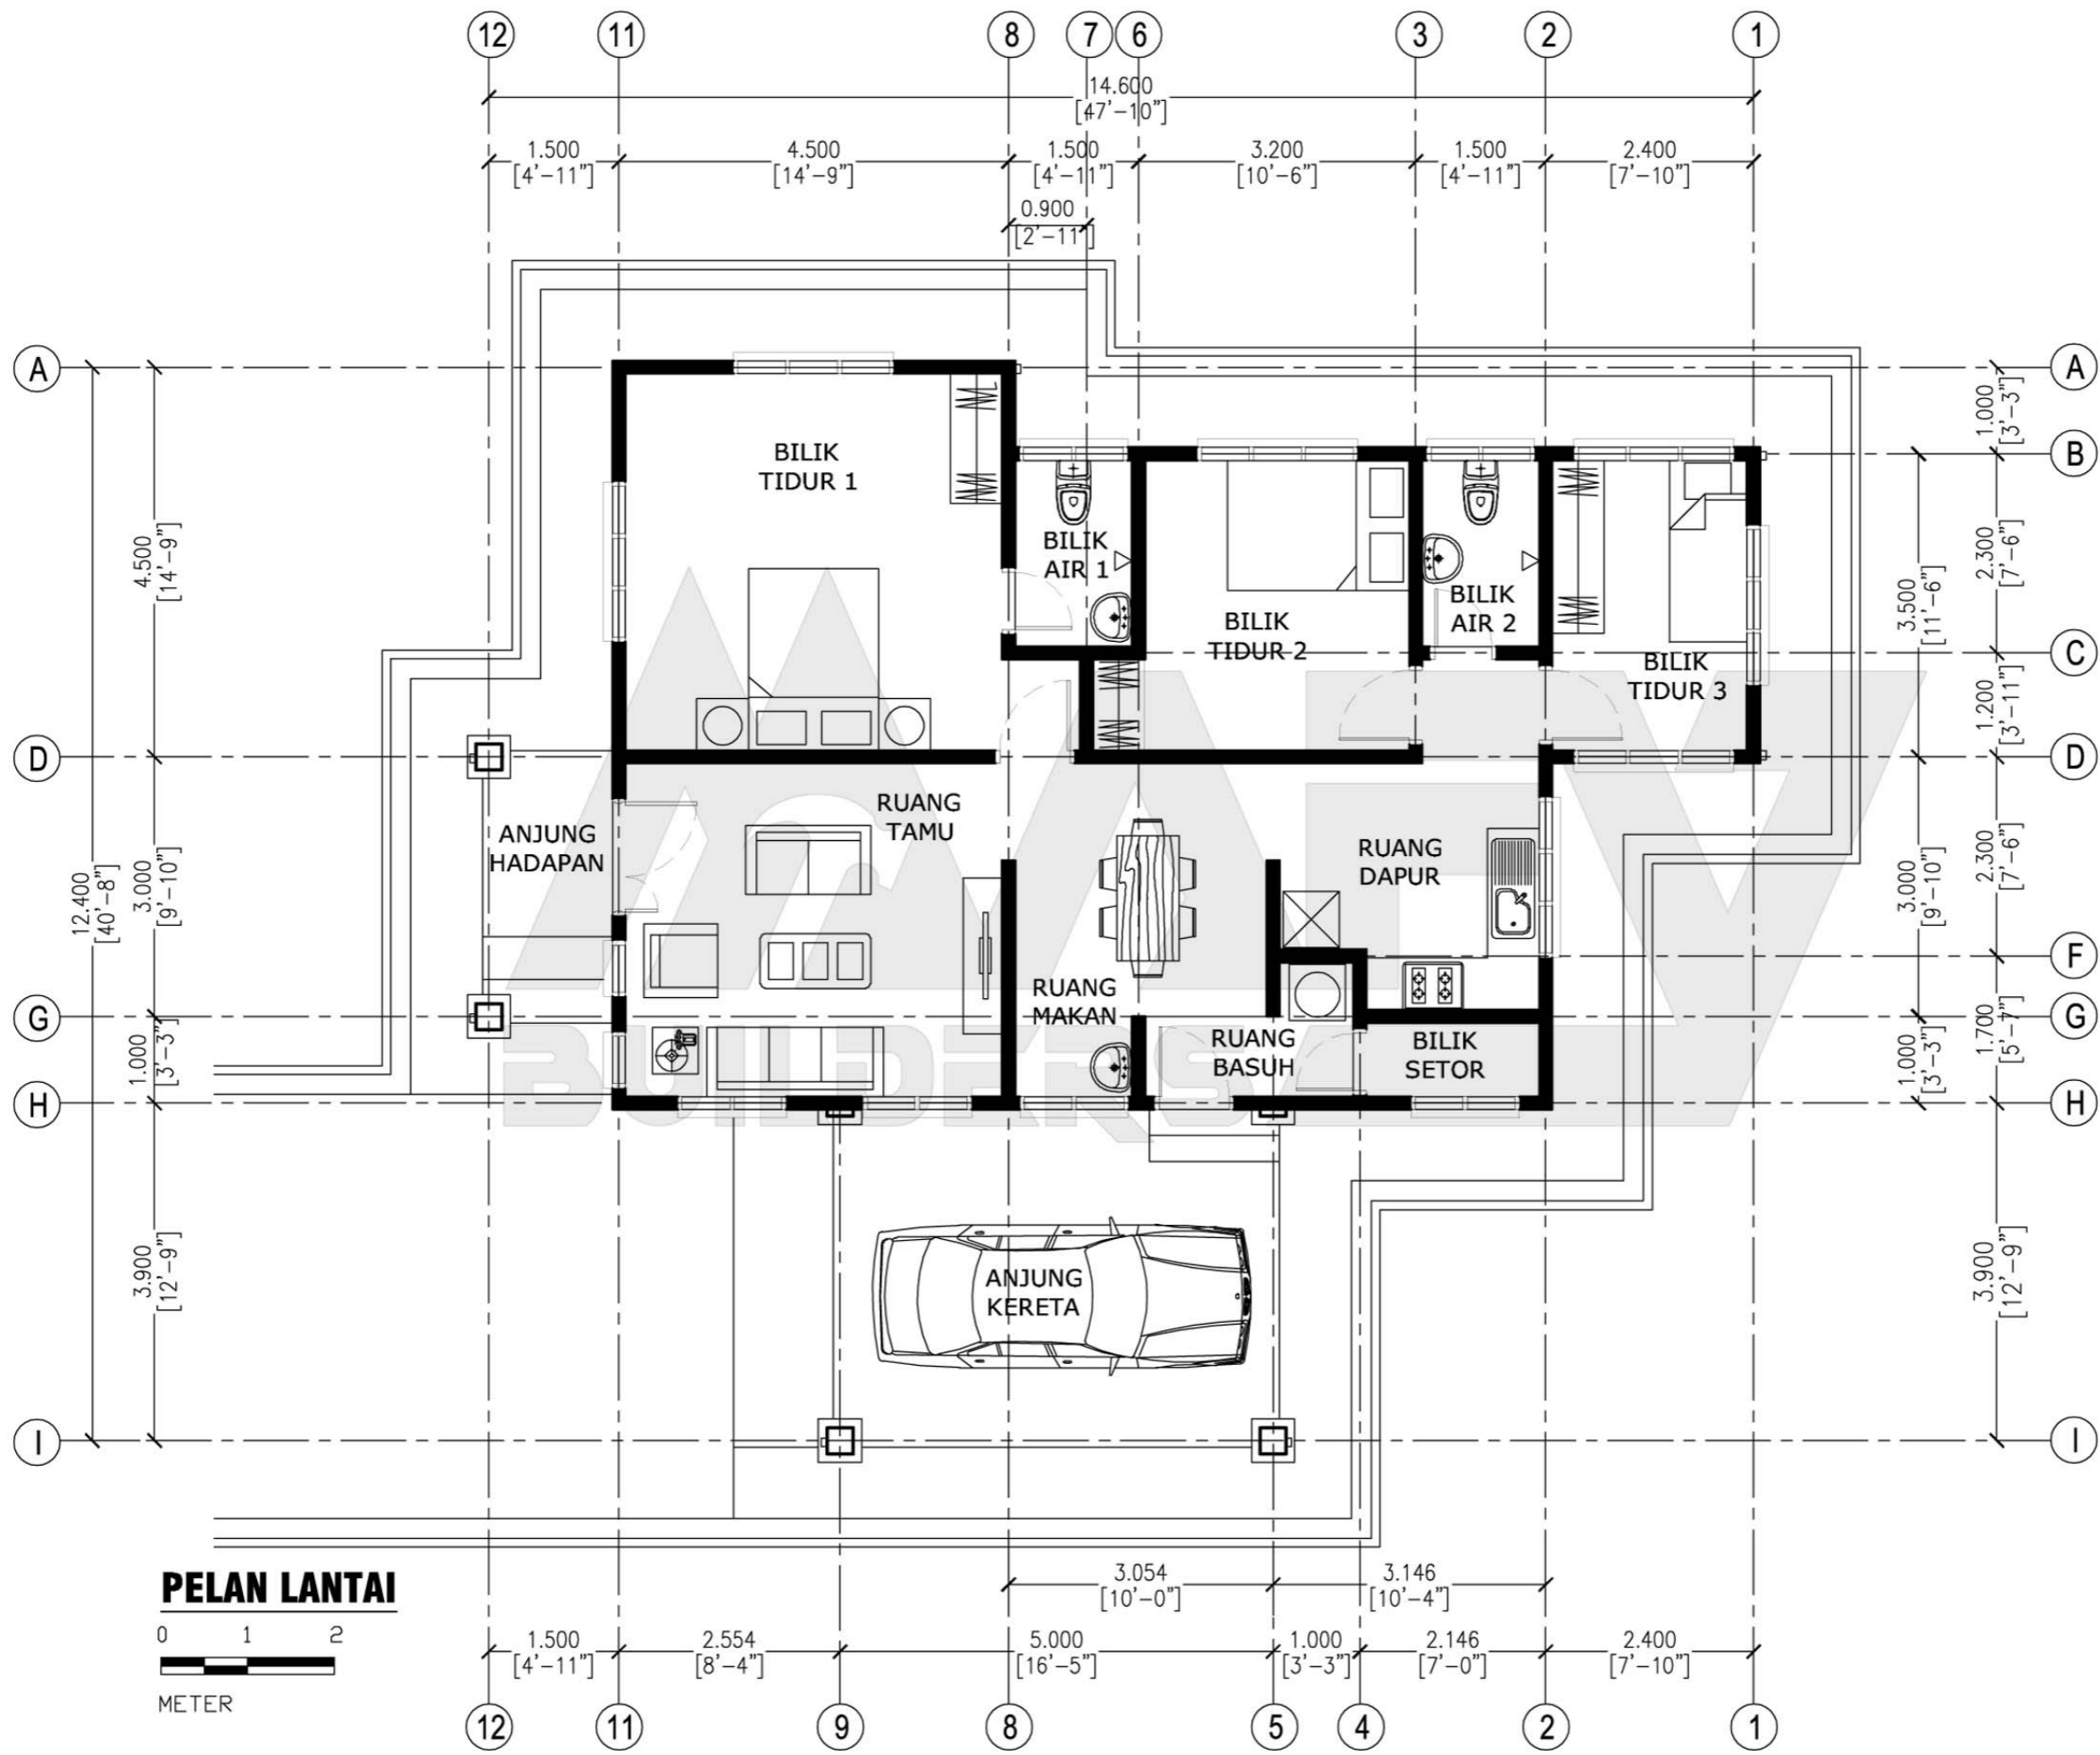 12 11 8 7 6 3 2 1
14.600
[47'-10"]
1.500 4.500 1.500 3.200 1.500 2.400
[4'-11"] [14'-9"] [4'-11"] [10'-6"] [4'-11"] [7'-10"]
0.900
[2'-11"]
A A
1.000
[3'-3"]
B
BILIK
TIDUR 1
4.500
[14'-9"]
BILIK
AIR 1
BILIK
TIDUR 2
BILIK
AIR 2
BILIK
TIDUR 3
2.300
[7'-6"]
3.500
[11'-6"]
C
1.200
[3'-11"]
D D
ANJUNG
HADAPAN
RUANG
TAMU
RUANG
DAPUR
12.400
[40'-8"]
3.000
[9'-10"]
3.000
[9'-10"]
2.300
[7'-6"]
F
RUANG
MAKAN
G G
RUANG
BASUH
BILIK
SETOR
1.000
[3'-3"]
1.000
[3'-3"]
1.700
[5'-7"]
BUILDERS
H H
3.900
[12'-9"]
ANJUNG
KERETA
3.900
[12'-9"]
I I
PELAN LANTAI
0 1 2
METER
3.054 3.146
[10'-0"] [10'-4"]
1.500 2.554 5.000 1.000 2.146 2.400
[4'-11"] [8'-4"] [16'-5"] [3'-3"] [7'-0"] [7'-10"]
12 11 9 8 5 4 2 1